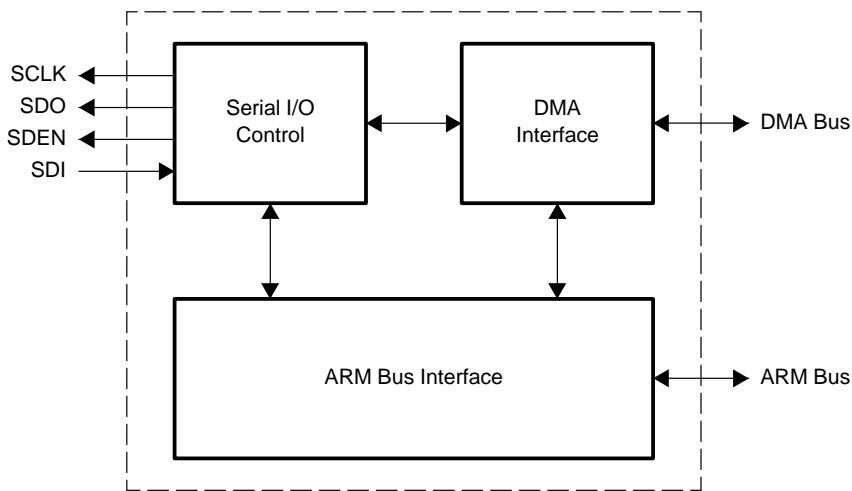 SCLK
SDO
SDEN
SDI
Serial I/O
Control
DMA
Interface
DMA Bus
ARM Bus Interface
ARM Bus